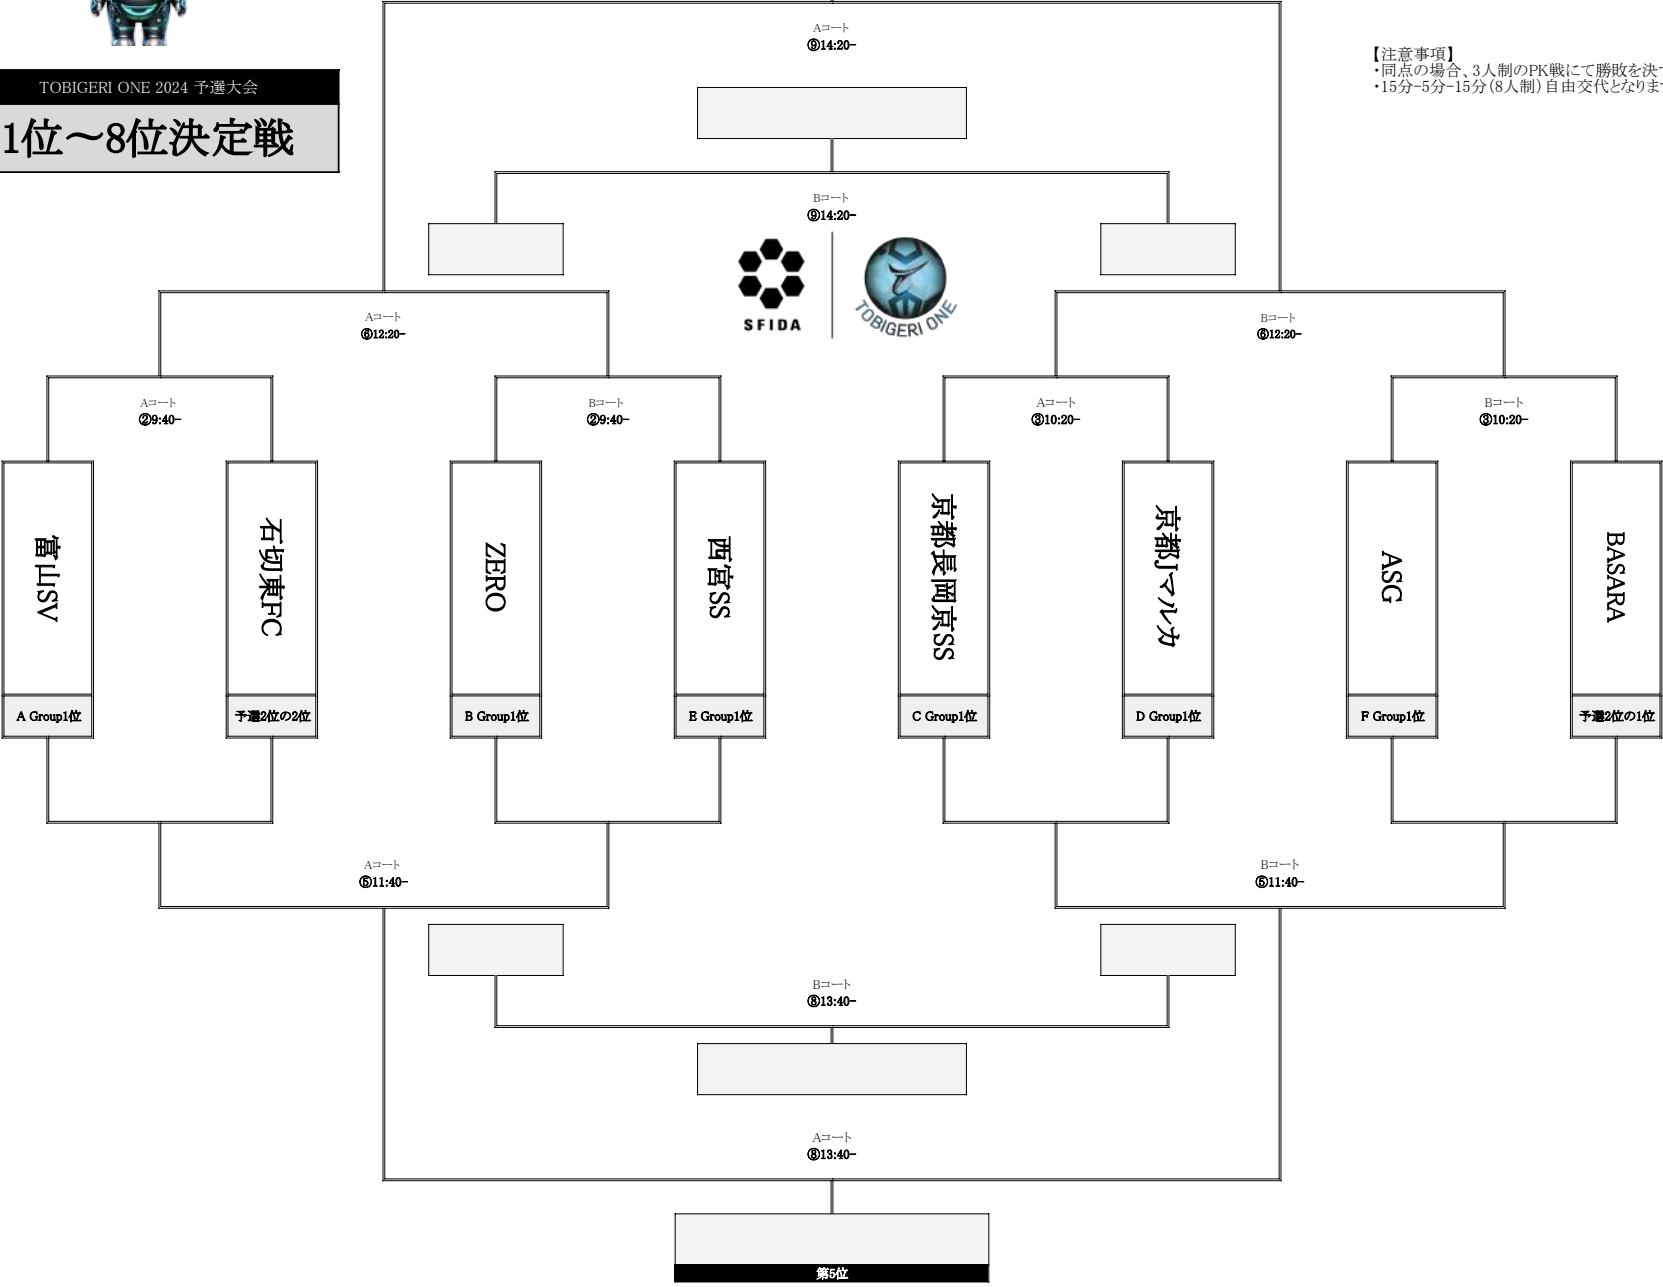 Aコート
⑨14:20-
【注意事項】
・同点の場合、3人制のPK戦にて勝敗を決
・15分-5分-15分(8人制)自由交代となりま
TOBIGERI ONE 2024 予選大会
1位～8位決定戦
Bコート
⑨14:20-
SFIDA
TOBIGERI ONE
Aコート
⑥12:20-
Bコート
⑥12:20-
Aコート
②9:40-
Bコート
②9:40-
Aコート
③10:20-
Bコート
③10:20-
富山SV
石切東FC
ZERO
西宮SS
京都長岡京SS
京都Jマルカ
ASG
BASARA
A Group1位
予選2位の2位
B Group1位
E Group1位
C Group1位
D Group1位
F Group1位
予選2位の1位
Aコート
⑤11:40-
Bコート
⑤11:40-
Bコート
⑧13:40-
Aコート
⑧13:40-
第5位